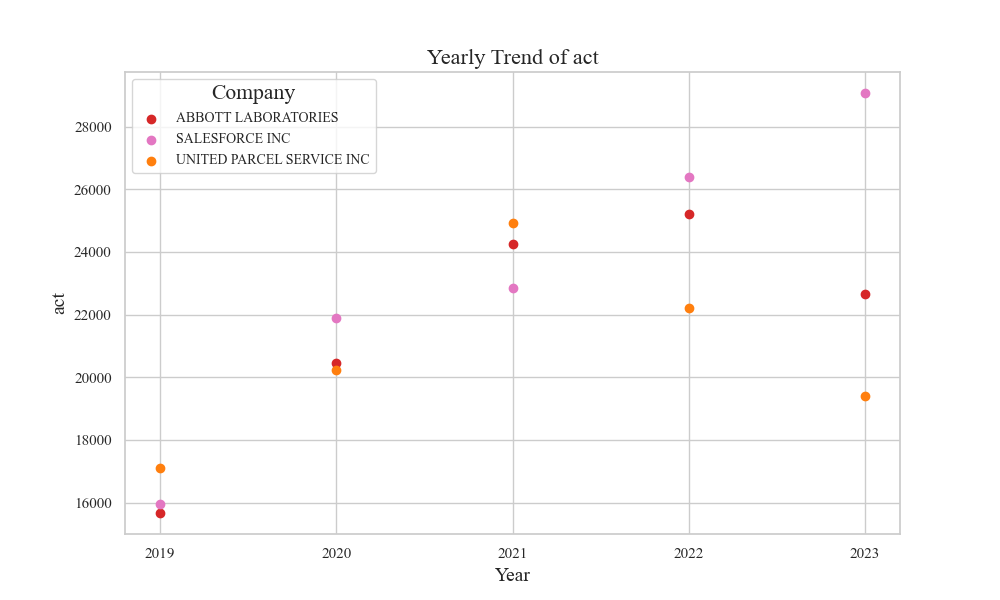 Yearly Trend of act
Company
ABBOTT LABORATORIES
SALESFORCE INC
UNITED PARCEL SERVICE INC
28000
26000
24000
22000
20000
18000
16000
act
2019 2020 2021 2022 2023
Year